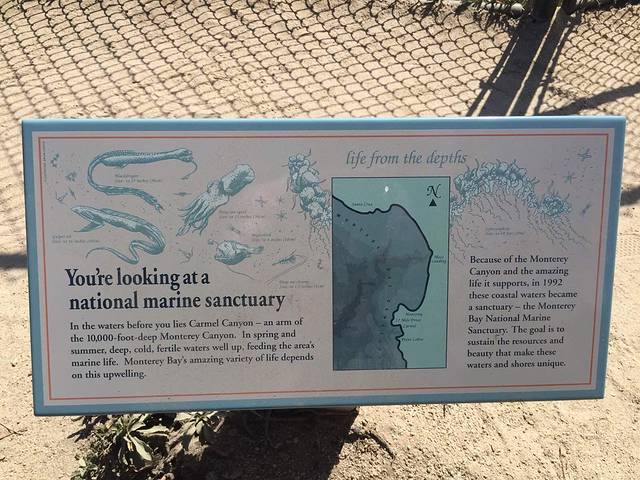 life from the depths
N
Santa Cruz
Moss
Landing
Monterey
17 Mile Drive
Carmel
Point Lobos
You're looking at a
national marine sanctuary
In the waters before you lies Carmel Canyon – an arm of
the 10,000-foot-deep Monterey Canyon. In spring and
summer, deep, cold, fertile waters well up, feeding the area's
marine life. Monterey Bay's amazing variety of life depends
on this upwelling.
Because of the Monterey
Canyon and the amazing
life it supports, in 1992
these coastal waters became
a sanctuary – the Monterey
Bay National Marine
Sanctuary. The goal is to
sustain the resources and
beauty that make these
waters and shores unique.